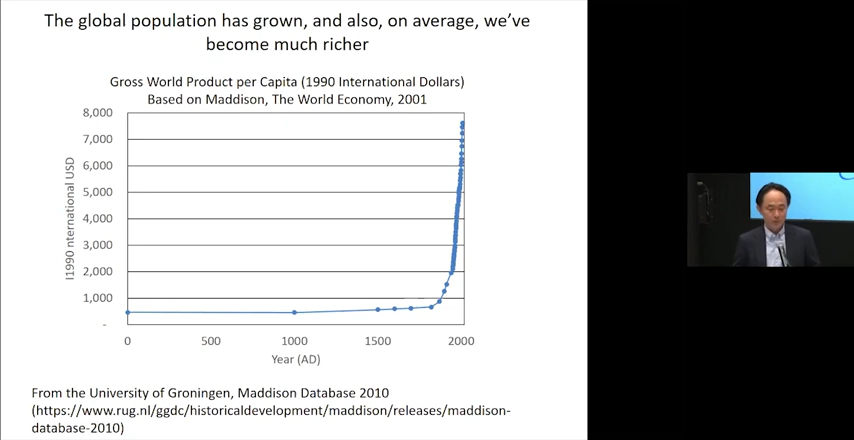 The global population has grown, and also, on average, we've
become much richer
Gross World Product per Capita (1990 International Dollars)
Based on Maddison, The World Economy, 2001
8,000
7,000
6,000
5,000
4,000
3,000
2,000
1,000
-
I1990 nternational USD
0 500 1000 1500 2000
Year (AD)
From the University of Groningen, Maddison Database 2010
(https://www.rug.nl/ggdc/historicaldevelopment/maddison/releases/maddison-
database-2010)